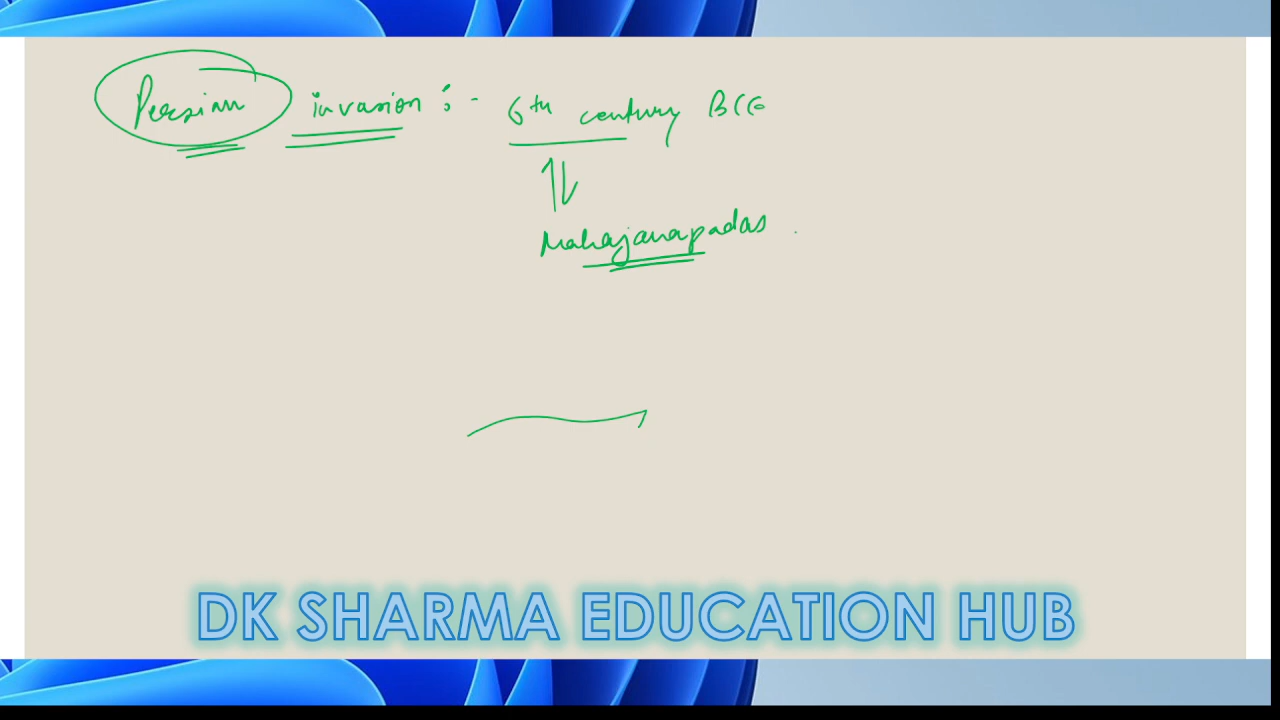 Persian invasion :- 6th century BCE
Mahajanapadas .
DK SHARMA EDUCATION HUB